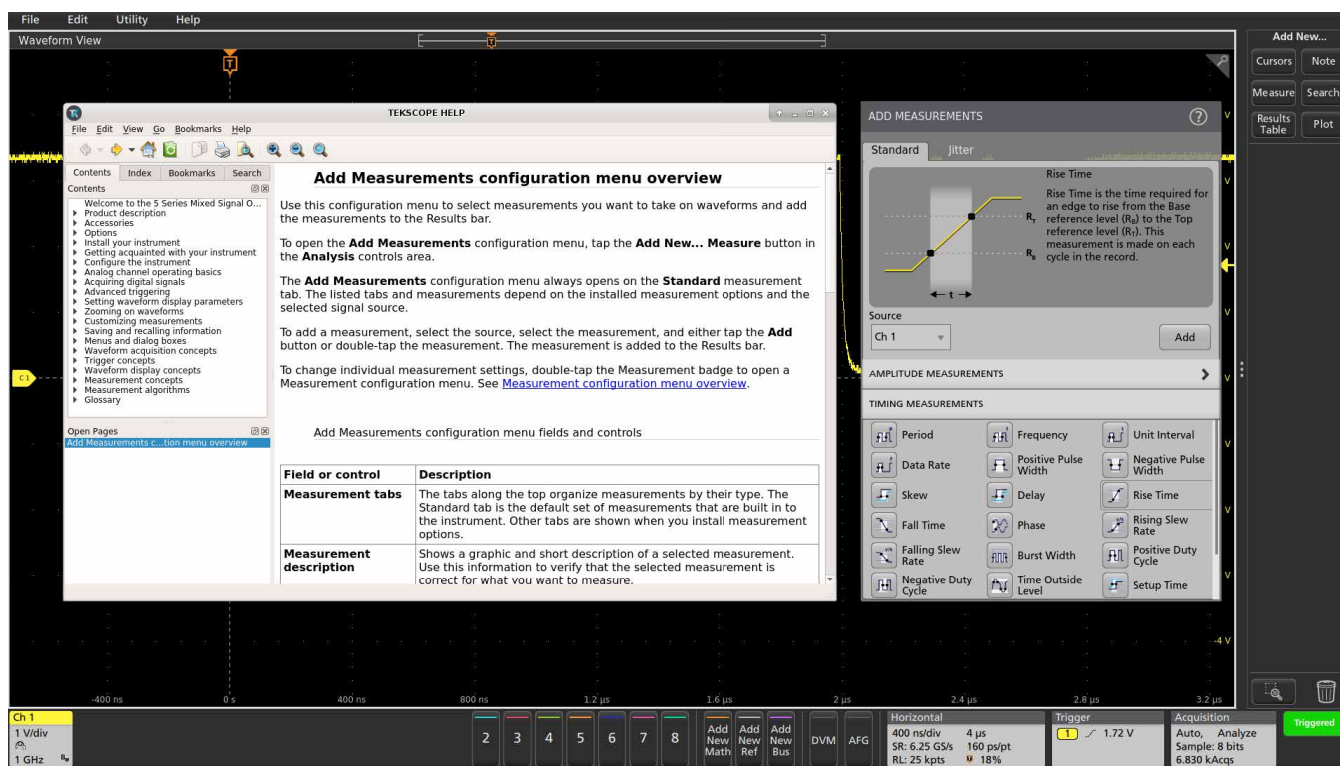 File Edit Utility Help
Waveform View
Add New...
Cursors Note
Measure Search
Results Table Plot
T
T
TEKSCOPE HELP
File Edit View Go Bookmarks Help
Contents Index Bookmarks Search
Contents
Welcome to the 5 Series Mixed Signal O...
Product description
Accessories
Options
Install your instrument
Getting acquainted with your instrument
Configure the instrument
Analog channel operating basics
Acquiring digital signals
Advanced triggering
Setting waveform display parameters
Zooming on waveforms
Customizing measurements
Saving and recalling information
Menus and dialog boxes
Waveform acquisition concepts
Trigger concepts
Waveform display concepts
Measurement concepts
Measurement algorithms
Glossary
Open Pages
Add Measurements c...tion menu overview
Add Measurements configuration menu overview
Use this configuration menu to select measurements you want to take on waveforms and add
the measurements to the Results bar.
To open the Add Measurements configuration menu, tap the Add New... Measure button in
the Analysis controls area.
The Add Measurements configuration menu always opens on the Standard measurement
tab. The listed tabs and measurements depend on the installed measurement options and the
selected signal source.
To add a measurement, select the source, select the measurement, and either tap the Add
button or double-tap the measurement. The measurement is added to the Results bar.
To change individual measurement settings, double-tap the Measurement badge to open a
Measurement configuration menu. See Measurement configuration menu overview.
Add Measurements configuration menu fields and controls
Field or control Description
Measurement tabs The tabs along the top organize measurements by their type. The
Standard tab is the default set of measurements that are built in to
the instrument. Other tabs are shown when you install measurement
options.
Measurement description Shows a graphic and short description of a selected measurement.
Use this information to verify that the selected measurement is
correct for what you want to measure.
ADD MEASUREMENTS ?
Standard Jitter
Rise Time
Rise Time is the time required for
an edge to rise from the Base
reference level (RB) to the Top
reference level (RT). This
measurement is made on each
cycle in the record.
RT
RB
t
Source
Ch 1 Add
AMPLITUDE MEASUREMENTS
TIMING MEASUREMENTS
Period Frequency Unit Interval
Data Rate Positive Pulse Width Negative Pulse Width
Skew Delay Rise Time
Fall Time Phase Rising Slew Rate
Falling Slew Rate Burst Width Positive Duty Cycle
Negative Duty Cycle Time Outside Level Setup Time
V
V
V
V
V
V
V
V
-4 V
C1
-400 ns 0 s 400 ns 800 ns 1.2 µs 1.6 µs 2 µs 2.4 µs 2.8 µs 3.2 µs
Ch 1
1 V/div
1 GHz
2 3 4 5 6 7 8
Add New Math Add New Ref Add New Bus
DVM AFG
Horizontal
400 ns/div 4 µs
SR: 6.25 GS/s 160 ps/pt
RL: 25 kpts 18%
Trigger
1 1.72 V
Acquisition
Auto, Analyze
Sample: 8 bits
6.830 kAcqs
Triggered